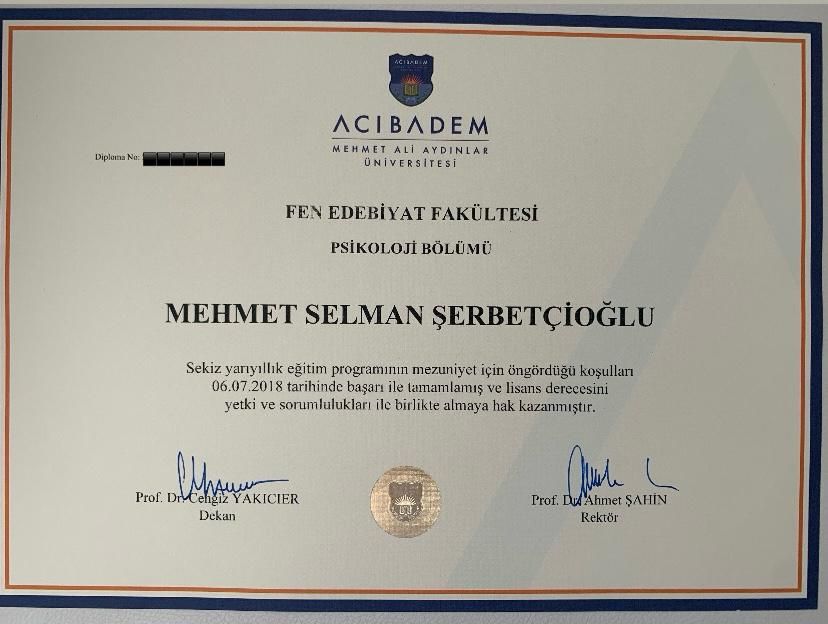 ACIBADEM
ACIBADEM
MEHMET ALİ AYDINLAR
ÜNİVERSİTESİ
Diploma No:
FEN EDEBİYAT FAKÜLTESİ
PSİKOLOJİ BÖLÜMÜ
MEHMET SELMAN ŞERBETÇİOĞLU
Sekiz yarıyıllık eğitim programının mezuniyet için öngördüğü koşulları
06.07.2018 tarihinde başarı ile tamamlamış ve lisans derecesini
yetki ve sorumlulukları ile birlikte almaya hak kazanmıştır.
Prof. Dr. Cengiz YAKICIER
Dekan
Prof. Dr. Ahmet ŞAHİN
Rektör